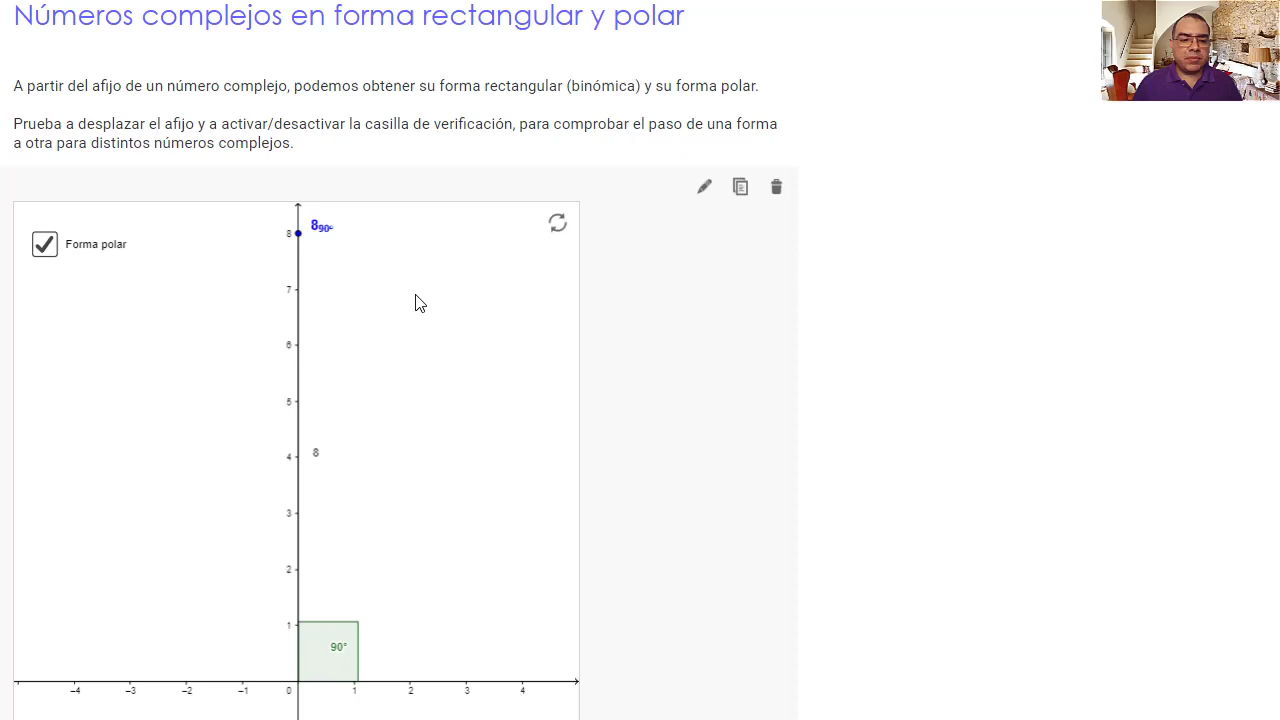 Números complejos en forma rectangular y polar
A partir del afijo de un número complejo, podemos obtener su forma rectangular (binómica) y su forma polar.
Prueba a desplazar el afijo y a activar/desactivar la casilla de verificación, para comprobar el paso de una forma
a otra para distintos números complejos.
8 8₉₀°
Forma polar
7
6
5
4 8
3
2
1
90°
−4 −3 −2 −1 0 1 2 3 4